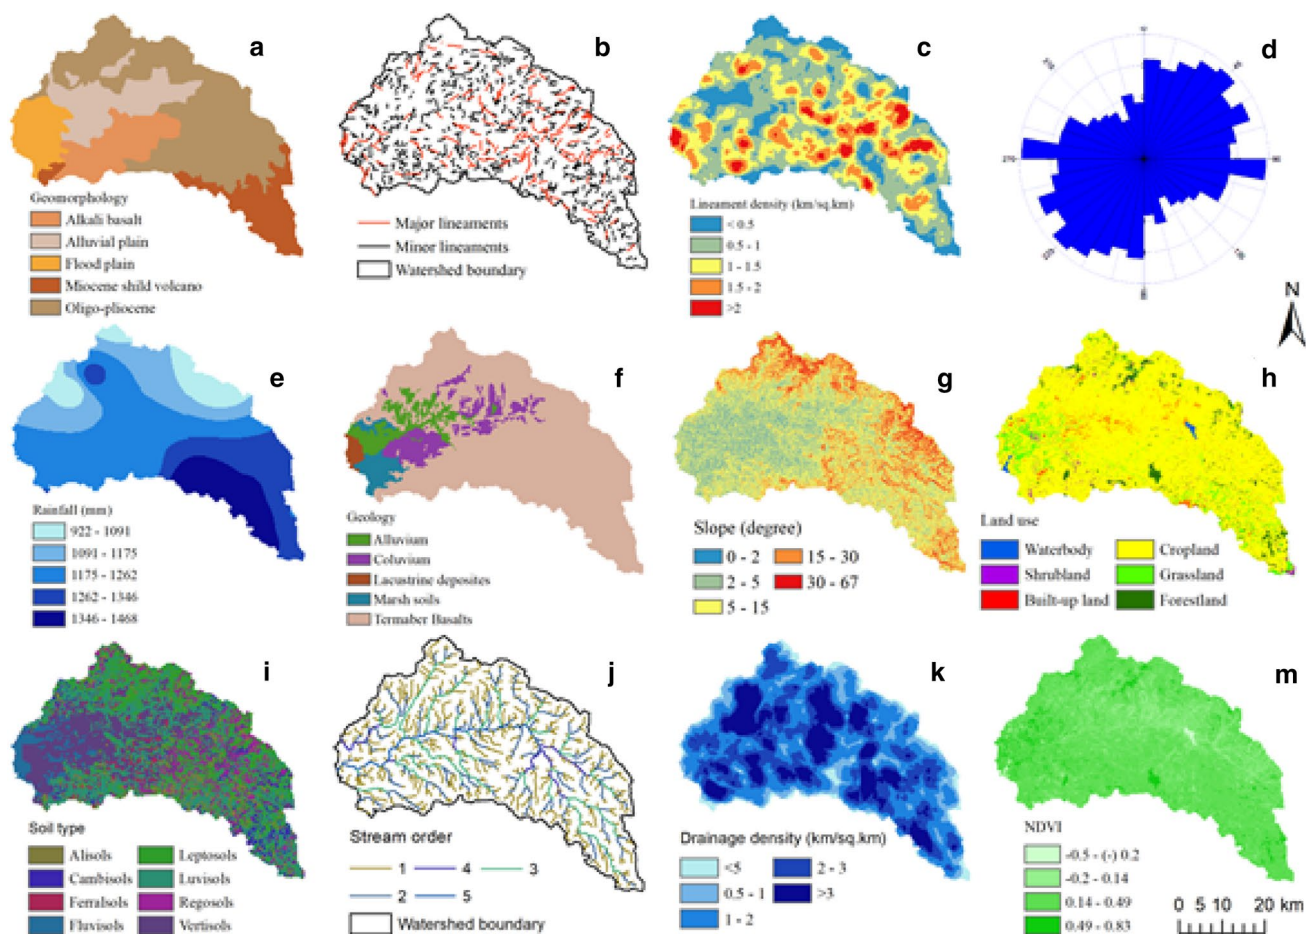 a
b
c
d
Geomorphology
Alkali basalt
Alluvial plain
Flood plain
Miocene shild volcano
Oligo-pliocene
Major lineaments
Minor lineaments
Watershed boundary
Lineament density (km/sq.km)
< 0.5
0.5 - 1
1 - 1.5
1.5 - 2
>2
270
N
e
f
g
h
Rainfall (mm)
922 - 1091
1091 - 1175
1175 - 1262
1262 - 1346
1346 - 1468
Geology
Alluvium
Coluvium
Lacustrine deposites
Marsh soils
Termaber Basalts
Slope (degree)
0 - 2 15 - 30
2 - 5 30 - 67
5 - 15
Land use
Waterbody Cropland
Shrubland Grassland
Built-up land Forestland
i
j
k
m
Soil type
Alisols Leptosols
Cambisols Luvisols
Ferralsols Regosols
Fluvisols Vertisols
Stream order
1 4 3
2 5
Watershed boundary
Drainage density (km/sq.km)
<5 2 - 3
0.5 - 1 >3
1 - 2
NDVI
-0.5 - (-) 0.2
-0.2 - 0.14
0.14 - 0.49
0.49 - 0.83
0 5 10 20 km